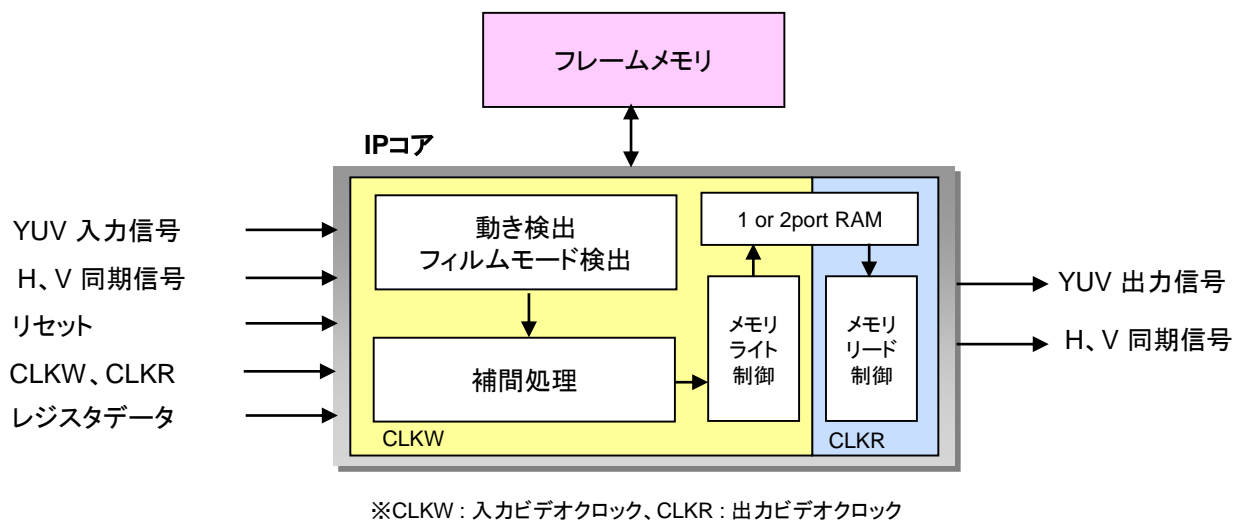 フレームメモリ
IPコア
YUV 入力信号
H、V 同期信号
リセット
CLKW、CLKR
レジスタデータ
動き検出
フィルムモード検出
補間処理
1 or 2port RAM
メモリ
ライト
制御
メモリ
リード
制御
CLKW
CLKR
YUV 出力信号
H、V 同期信号
※CLKW : 入力ビデオクロック、CLKR : 出力ビデオクロック